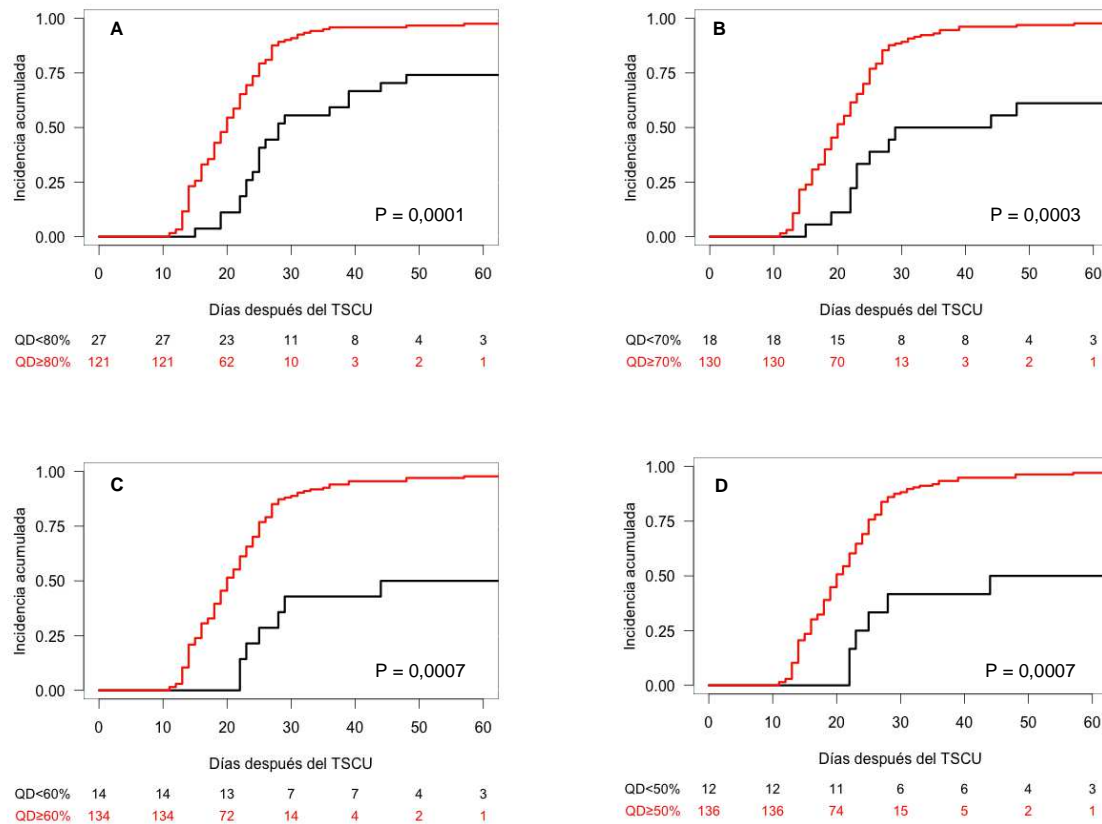 A
Incidencia acumulada
1.00
0.75
0.50
0.25
0.00
P = 0,0001
0 10 20 30 40 50 60
Días después del TSCU
QD<80% 27 27 23 11 8 4 3
QD≥80% 121 121 62 10 3 2 1
B
Incidencia acumulada
1.00
0.75
0.50
0.25
0.00
P = 0,0003
0 10 20 30 40 50 60
Días después del TSCU
QD<70% 18 18 15 8 8 4 3
QD≥70% 130 130 70 13 3 2 1
C
Incidencia acumulada
1.00
0.75
0.50
0.25
0.00
P = 0,0007
0 10 20 30 40 50 60
Días después del TSCU
QD<60% 14 14 13 7 7 4 3
QD≥60% 134 134 72 14 4 2 1
D
Incidencia acumulada
1.00
0.75
0.50
0.25
0.00
P = 0,0007
0 10 20 30 40 50 60
Días después del TSCU
QD<50% 12 12 11 6 6 4 3
QD≥50% 136 136 74 15 5 2 1